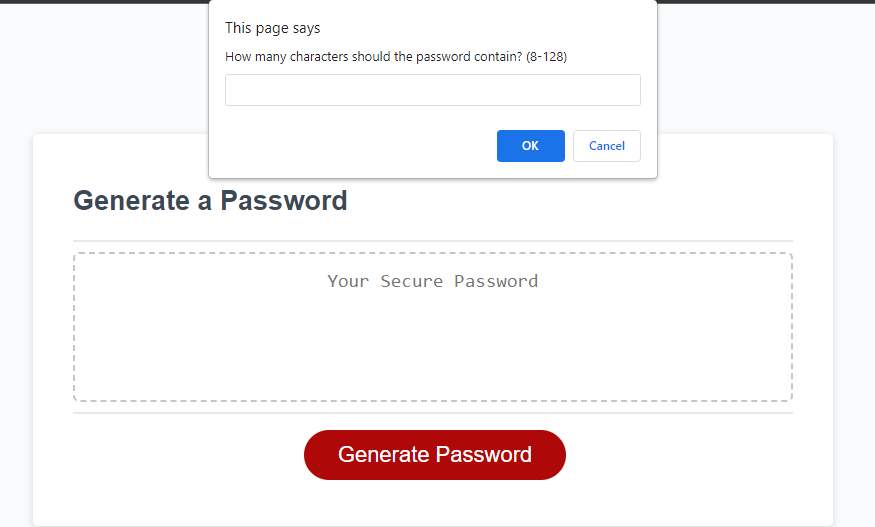 This page says
How many characters should the password contain? (8-128)
OK
Cancel
Generate a Password
Your Secure Password
Generate Password